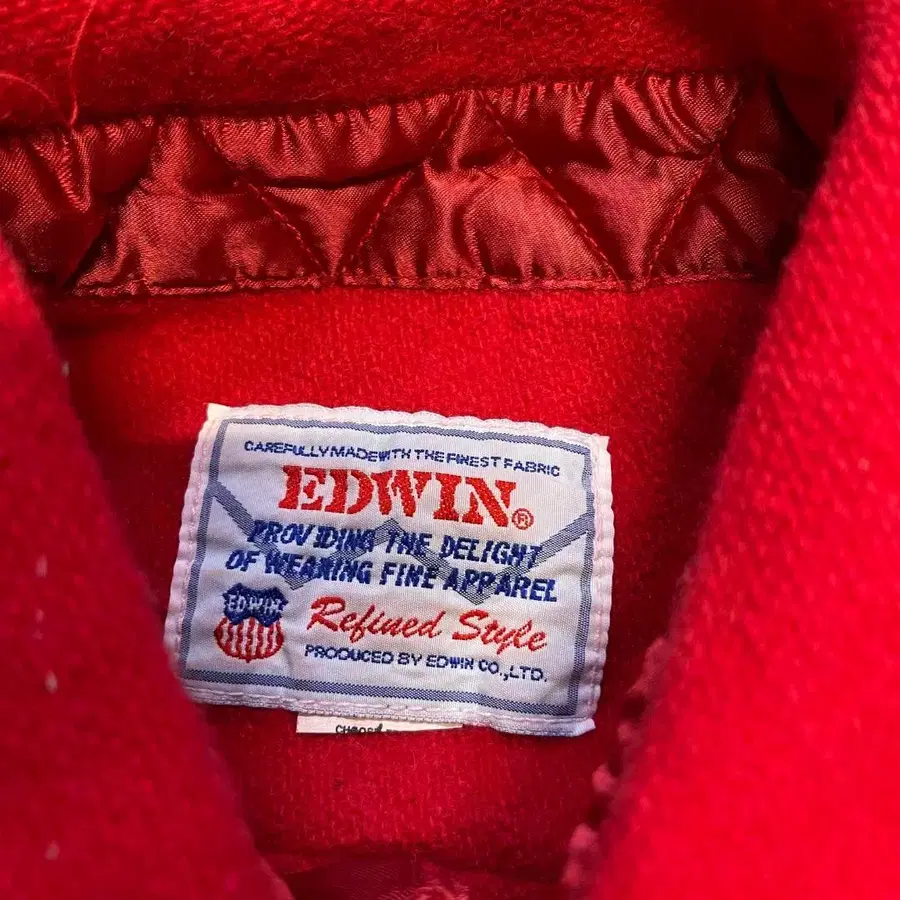 CAREFULLY MADE WITH THE FINEST FABRIC
EDWIN®
PROVIDING THE DELIGHT
OF WEARING FINE APPAREL
EDWIN
Refined Style
PRODUCED BY EDWIN CO.,LTD.